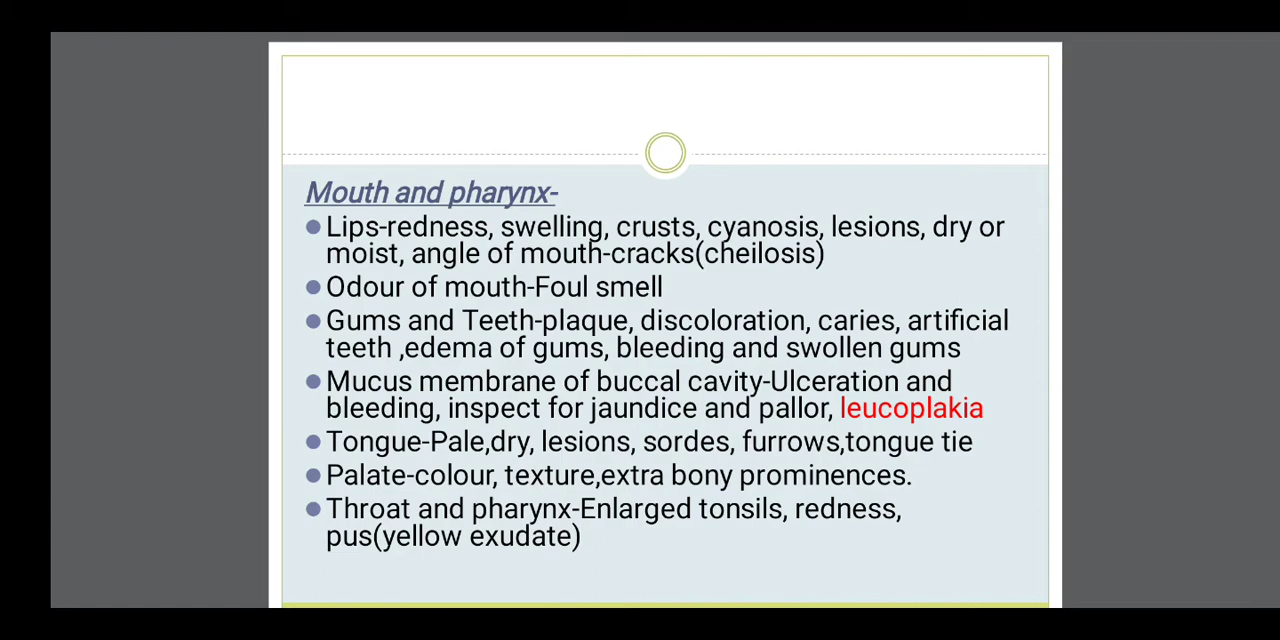 Mouth and pharynx-
Lips-redness, swelling, crusts, cyanosis, lesions, dry or
moist, angle of mouth-cracks(cheilosis)
Odour of mouth-Foul smell
Gums and Teeth-plaque, discoloration, caries, artificial
teeth ,edema of gums, bleeding and swollen gums
Mucus membrane of buccal cavity-Ulceration and
bleeding, inspect for jaundice and pallor, leucoplakia
Tongue-Pale,dry, lesions, sordes, furrows,tongue tie
Palate-colour, texture,extra bony prominences.
Throat and pharynx-Enlarged tonsils, redness,
pus(yellow exudate)